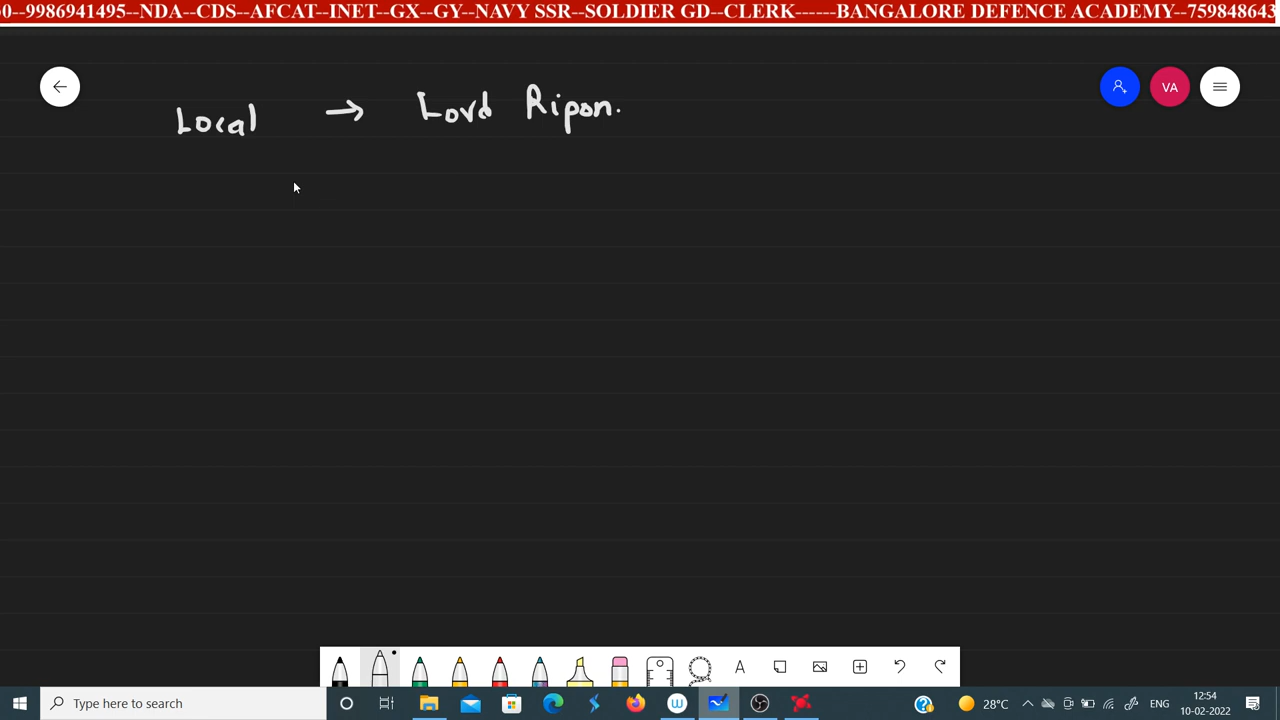 60--9986941495--NDA--CDS--AFCAT--INET--GX--GY--NAVY SSR--SOLDIER GD--CLERK------BANGALORE DEFENCE ACADEMY--759848643
Local → Lord Ripon.
VA
A
Type here to search
28°C
ENG
12:54
10-02-2022